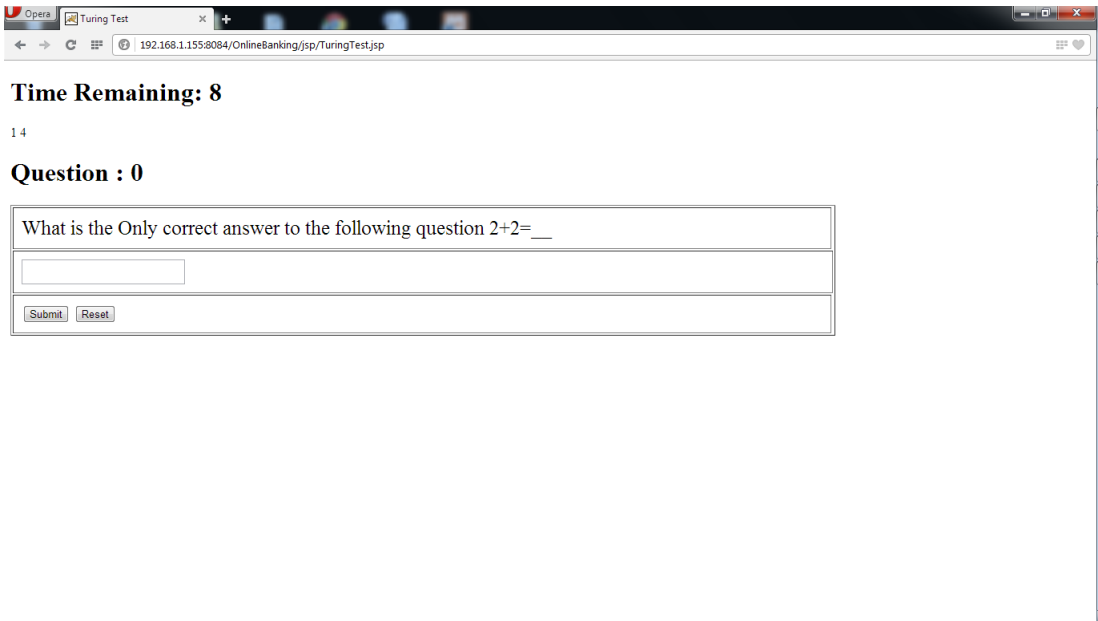 Opera
Turing Test
192.168.1.155:8084/OnlineBanking/jsp/TuringTest.jsp
Time Remaining: 8
1 4
Question : 0
What is the Only correct answer to the following question 2+2=__
Submit Reset